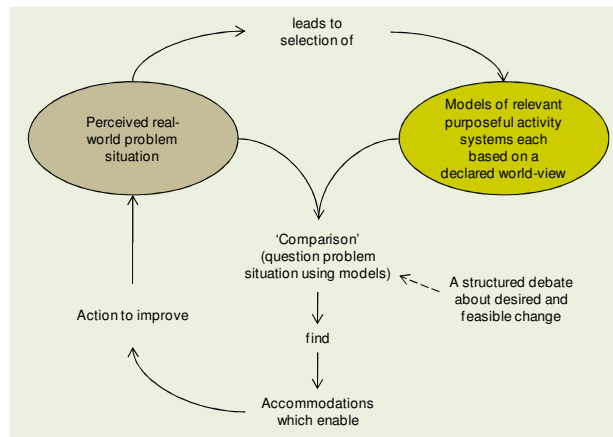 leads to
selection of
Perceived real-
world problem
situation
Models of relevant
purposeful activity
systems each
based on a
declared world-view
‘Comparison’
(question problem
situation using models)
A structured debate
about desired and
feasible change
Action to improve
find
Accommodations
which enable